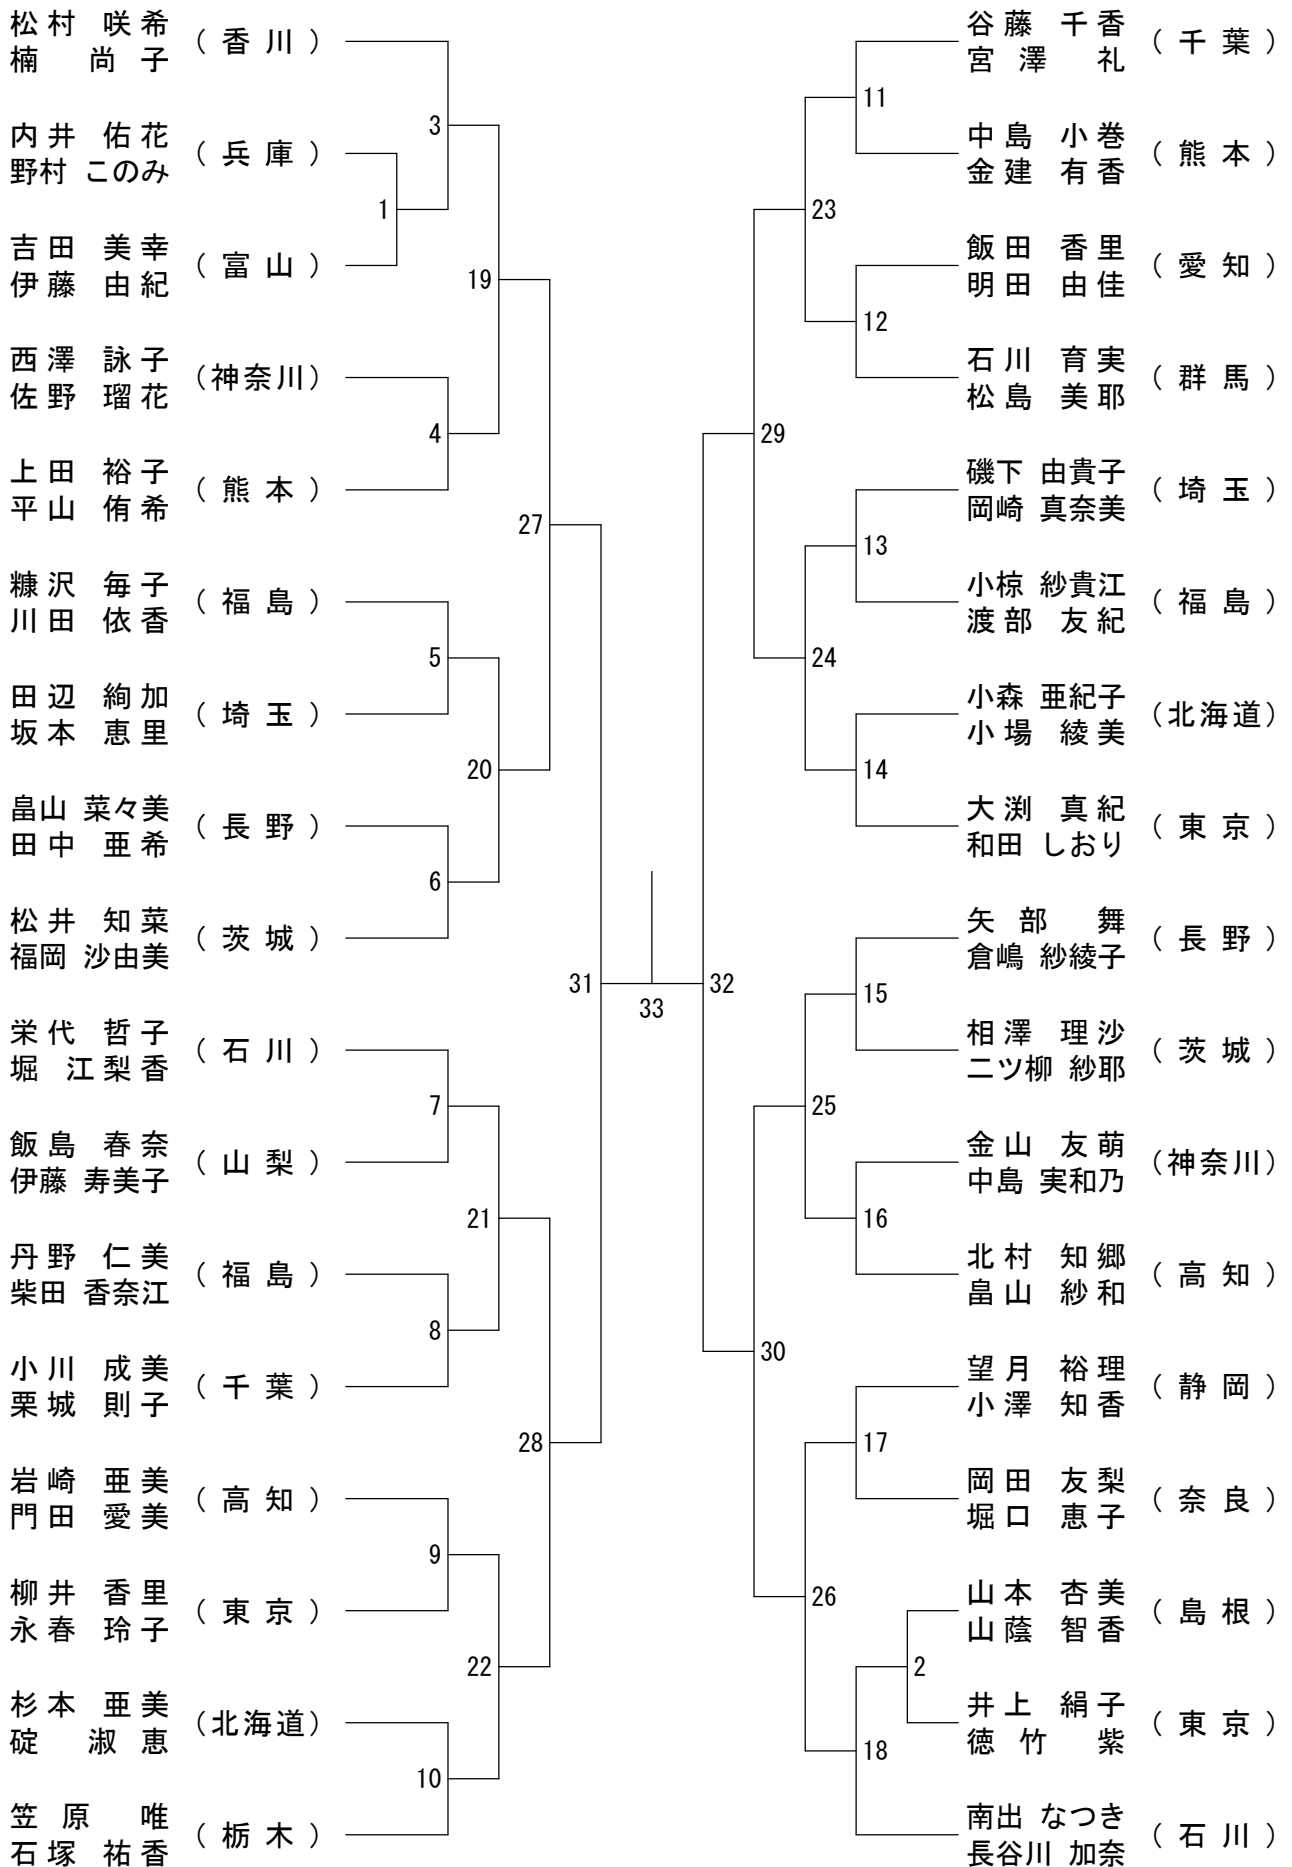 松村 咲希
楠 尚子
（香川）
内井 佑花
野村 このみ
（兵庫）
吉田 美幸
伊藤 由紀
（富山）
西澤 詠子
佐野 瑠花
（神奈川）
上田 裕子
平山 侑希
（熊本）
糠沢 毎子
川田 依香
（福島）
田辺 絢加
坂本 恵里
（埼玉）
畠山 菜々美
田中 亜希
（長野）
松井 知菜
福岡 沙由美
（茨城）
栄代 哲子
堀 江梨香
（石川）
飯島 春奈
伊藤 寿美子
（山梨）
丹野 仁美
柴田 香奈江
（福島）
小川 成美
栗城 則子
（千葉）
岩崎 亜美
門田 愛美
（高知）
柳井 香里
永春 玲子
（東京）
杉本 亜美
碇 淑恵
（北海道）
笠原 唯
石塚 祐香
（栃木）
1
3
4
5
6
7
8
9
10
19
20
21
22
27
28
31
33
32
29
30
23
24
25
26
11
12
13
14
15
16
17
18
2
谷藤 千香
宮澤 礼
（千葉）
中島 小巻
金建 有香
（熊本）
飯田 香里
明田 由佳
（愛知）
石川 育実
松島 美耶
（群馬）
磯下 由貴子
岡崎 真奈美
（埼玉）
小椋 紗貴江
渡部 友紀
（福島）
小森 亜紀子
小場 綾美
（北海道）
大渕 真紀
和田 しおり
（東京）
矢部 舞
倉嶋 紗綾子
（長野）
相澤 理沙
二ツ柳 紗耶
（茨城）
金山 友萌
中島 実和乃
（神奈川）
北村 知郷
畠山 紗和
（高知）
望月 裕理
小澤 知香
（静岡）
岡田 友梨
堀口 恵子
（奈良）
山本 杏美
山蔭 智香
（島根）
井上 絹子
徳竹 紫
（東京）
南出 なつき
長谷川 加奈
（石川）